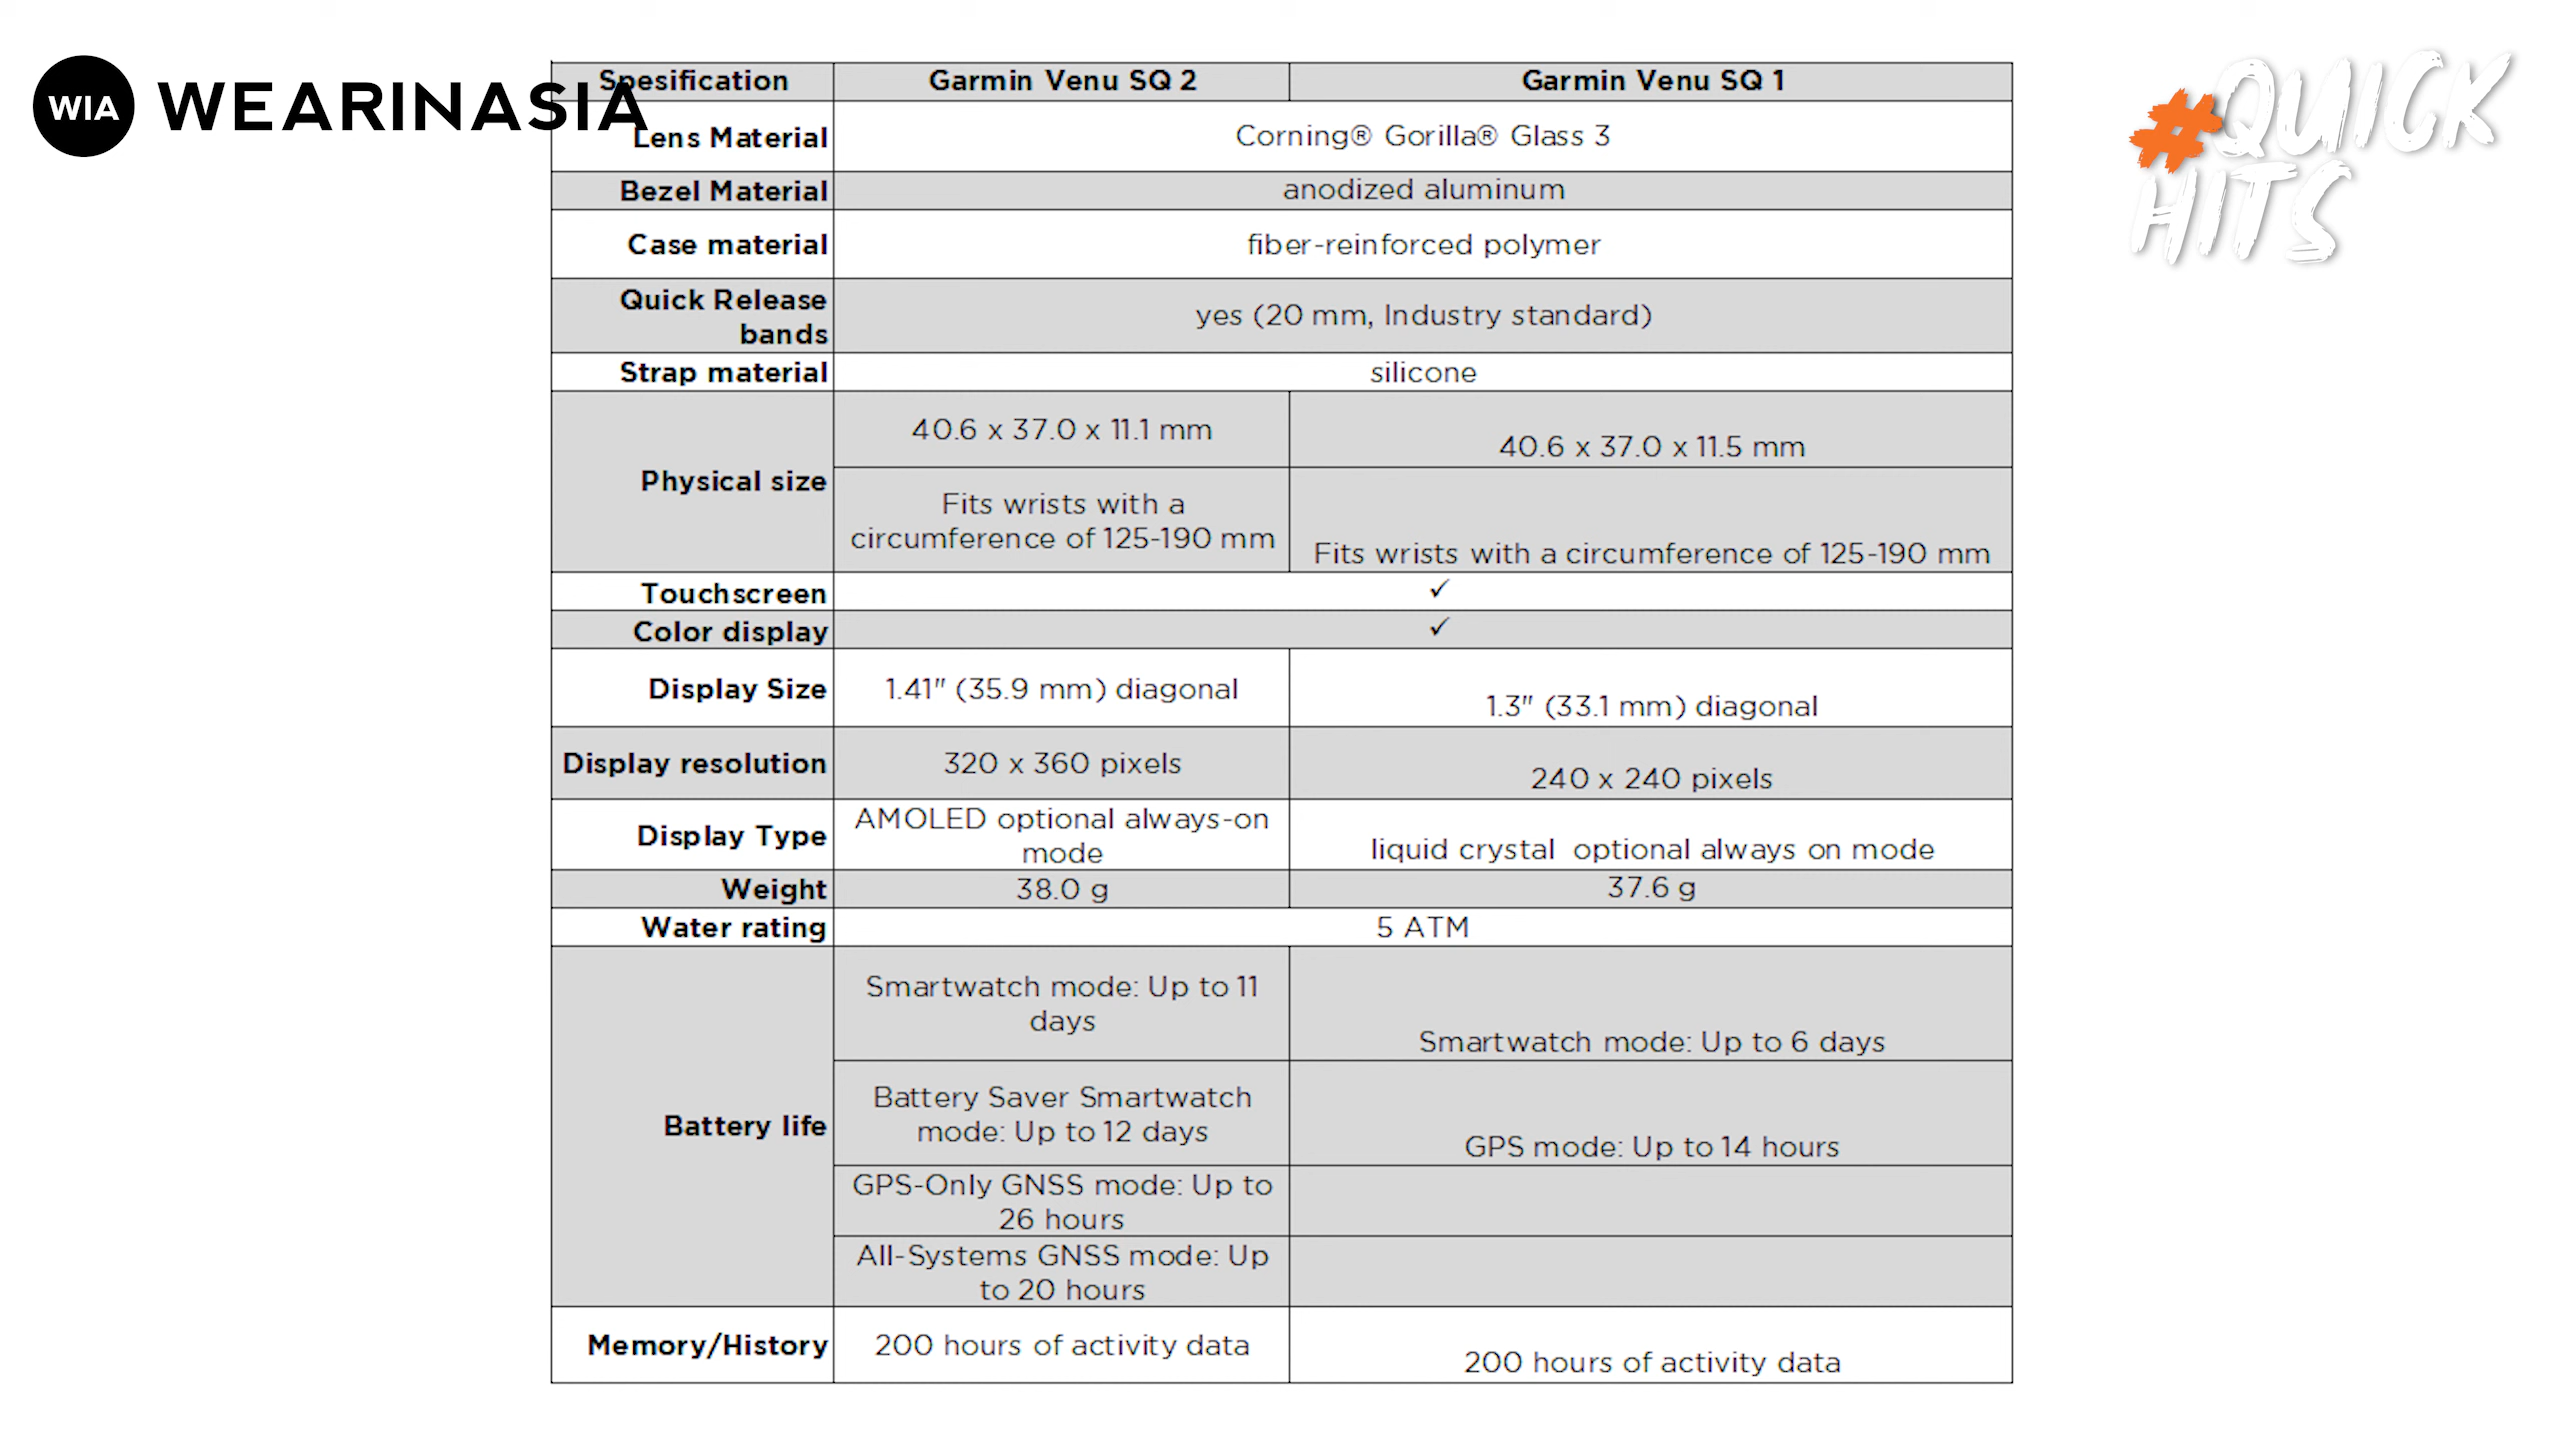 WIA WEARINASIA
#QUICK
HITS
Spesification Garmin Venu SQ 2 Garmin Venu SQ 1
Lens Material Corning® Gorilla® Glass 3
Bezel Material anodized aluminum
Case material fiber-reinforced polymer
Quick Release
bands
yes (20 mm, Industry standard)
Strap material silicone
Physical size
40.6 x 37.0 x 11.1 mm
40.6 x 37.0 x 11.5 mm
Fits wrists with a
circumference of 125-190 mm
Fits wrists with a circumference of 125-190 mm
Touchscreen ✓
Color display ✓
Display Size 1.41" (35.9 mm) diagonal
1.3" (33.1 mm) diagonal
Display resolution 320 x 360 pixels
240 x 240 pixels
Display Type
AMOLED optional always-on
mode
liquid crystal optional always on mode
Weight 38.0 g 37.6 g
Water rating 5 ATM
Battery life
Smartwatch mode: Up to 11
days
Smartwatch mode: Up to 6 days
Battery Saver Smartwatch
mode: Up to 12 days
GPS mode: Up to 14 hours
GPS-Only GNSS mode: Up to
26 hours
All-Systems GNSS mode: Up
to 20 hours
Memory/History 200 hours of activity data
200 hours of activity data